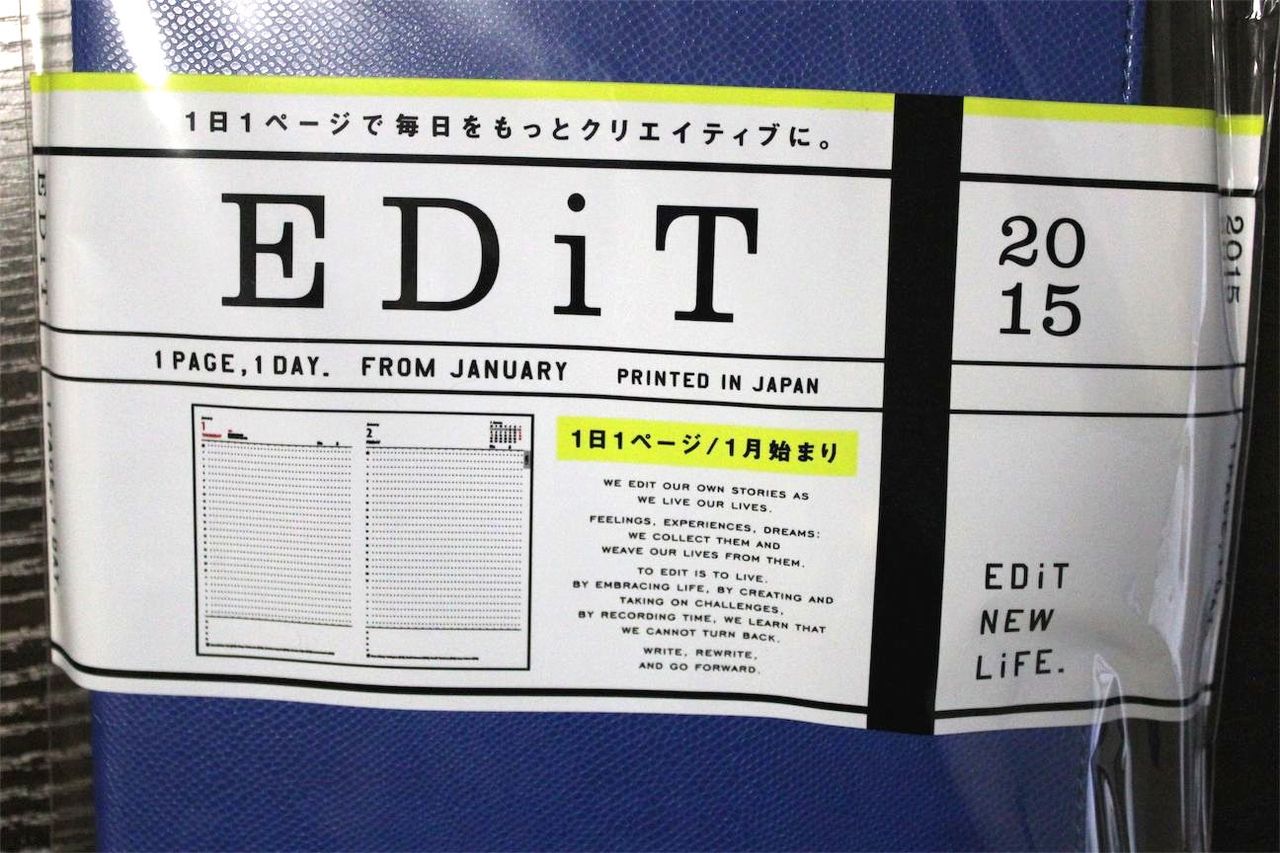 1日1ページで毎日をもっとクリエイティブに。
EDiT
20
15
1 PAGE, 1 DAY. FROM JANUARY PRINTED IN JAPAN
1日1ページ/1月始まり
WE EDIT OUR OWN STORIES AS
WE LIVE OUR LIVES.
FEELINGS, EXPERIENCES, DREAMS:
WE COLLECT THEM AND
WEAVE OUR LIVES FROM THEM.
TO EDIT IS TO LIVE.
BY EMBRACING LIFE, BY CREATING AND
TAKING ON CHALLENGES,
BY RECORDING TIME, WE LEARN THAT
WE CANNOT TURN BACK.
WRITE, REWRITE,
AND GO FORWARD.
EDiT
NEW
LiFE.
1
2
EDiT
2015